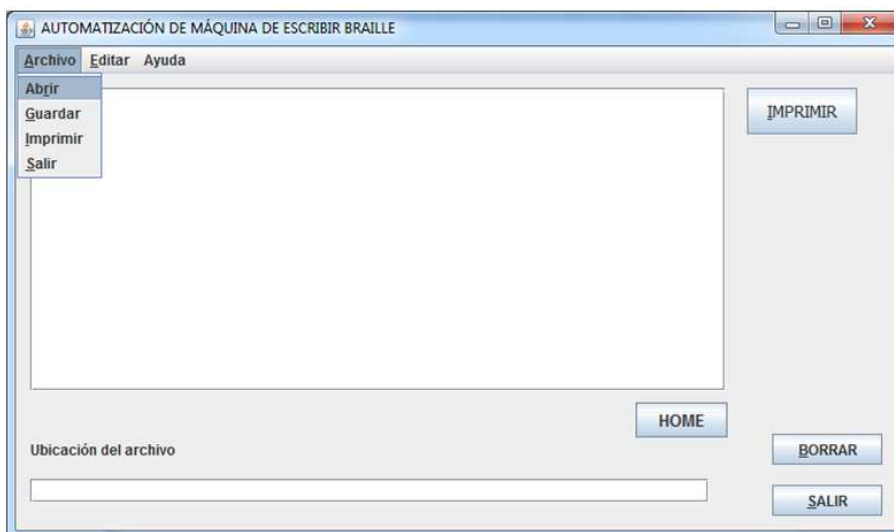 AUTOMATIZACIÓN DE MÁQUINA DE ESCRIBIR BRAILLE
Archivo Editar Ayuda
Abrir
Guardar
Imprimir
Salir
IMPRIMIR
HOME
Ubicación del archivo
BORRAR
SALIR